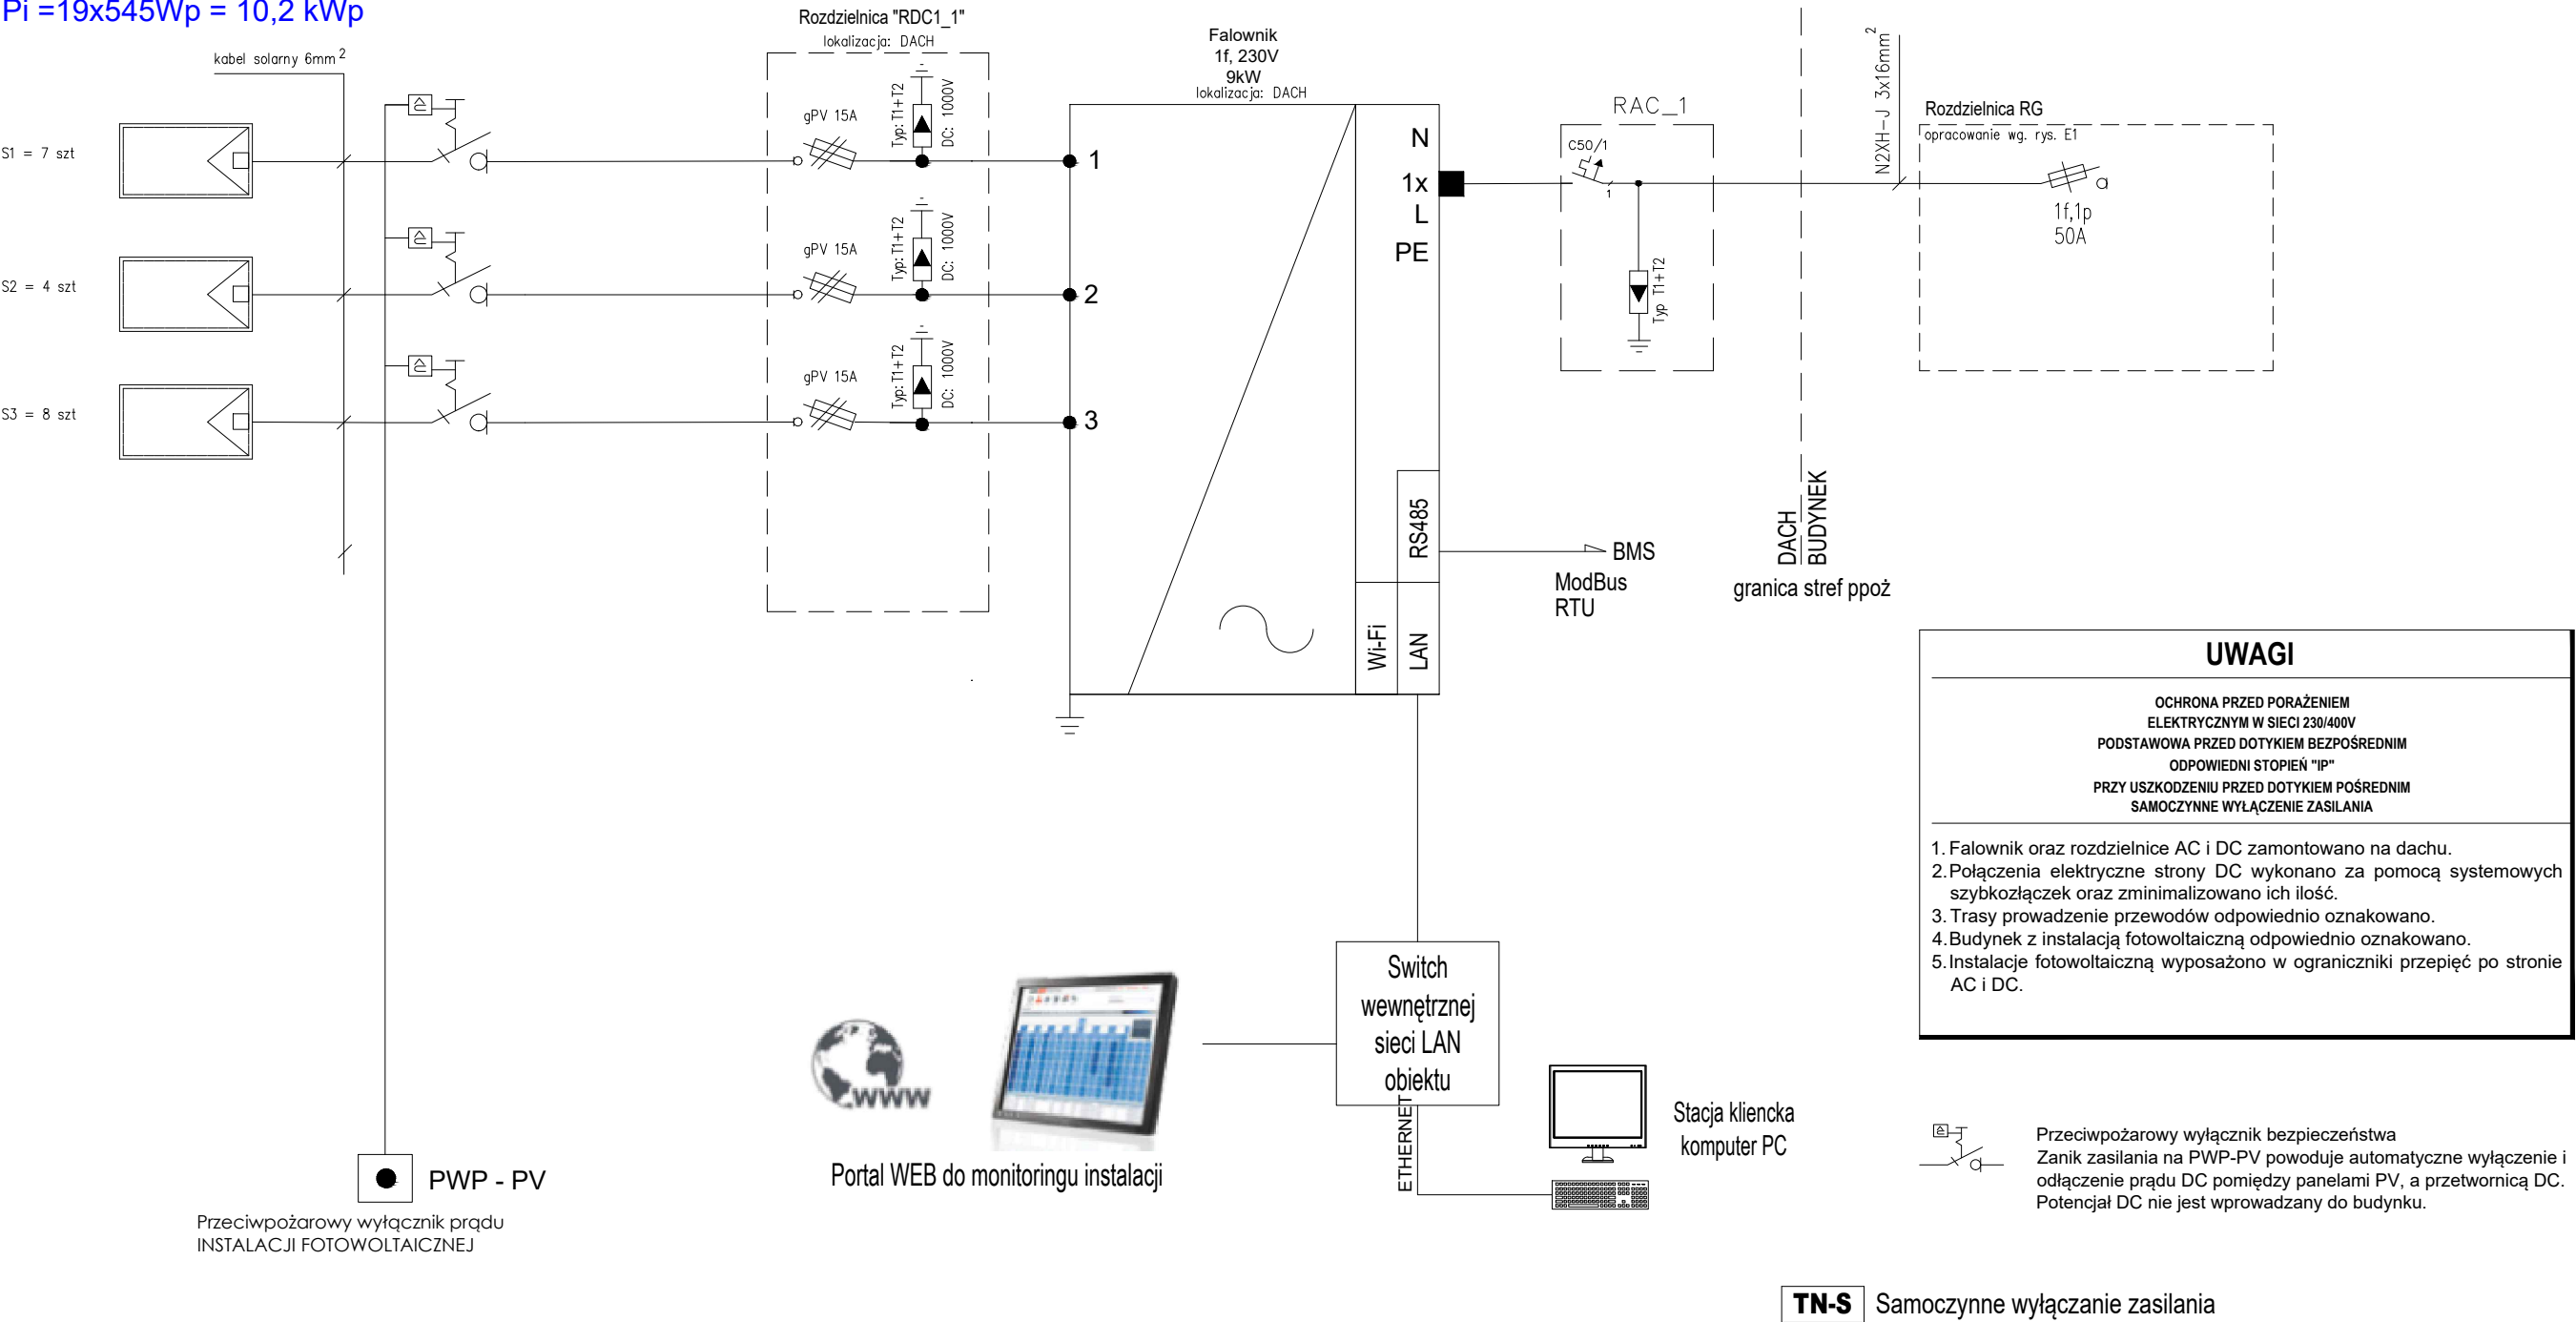 Pi =19x545Wp = 10,2 kWp
kabel solarny 6mm²
S1 = 7 szt
S2 = 4 szt
S3 = 8 szt
Rozdzielnica "RDC1_1"
lokalizacja: DACH
gPV 15A
Typ: T1+T2
DC: 1000V
gPV 15A
Typ: T1+T2
DC: 1000V
gPV 15A
Typ: T1+T2
DC: 1000V
Falownik
1f, 230V
9kW
lokalizacja: DACH
1
2
3
N
1x
L
PE
RS485
Wi-Fi
LAN
BMS
ModBus
RTU
RAC_1
C50/1
1
Typ T1+T2
DACH
BUDYNEK
granica stref ppoż
N2XH-J 3x16mm²
Rozdzielnica RG
opracowanie wg. rys. E1
1f,1p
50A
UWAGI
OCHRONA PRZED PORAŻENIEM
ELEKTRYCZNYM W SIECI 230/400V
PODSTAWOWA PRZED DOTYKIEM BEZPOŚREDNIM
ODPOWIEDNI STOPIEŃ "IP"
PRZY USZKODZENIU PRZED DOTYKIEM POŚREDNIM
SAMOCZYNNE WYŁĄCZENIE ZASILANIA
1. Falownik oraz rozdzielnice AC i DC zamontowano na dachu.
2. Połączenia elektryczne strony DC wykonano za pomocą systemowych
szybkozłączek oraz zminimalizowano ich ilość.
3. Trasy prowadzenie przewodów odpowiednio oznakowano.
4. Budynek z instalacją fotowoltaiczną odpowiednio oznakowano.
5. Instalacje fotowoltaiczną wyposażono w ograniczniki przepięć po stronie
AC i DC.
Switch
wewnętrznej
sieci LAN
obiektu
ETHERNET
WWW
Portal WEB do monitoringu instalacji
Stacja kliencka
komputer PC
PWP - PV
Przeciwpożarowy wyłącznik prądu
INSTALACJI FOTOWOLTAICZNEJ
Przeciwpożarowy wyłącznik bezpieczeństwa
Zanik zasilania na PWP-PV powoduje automatyczne wyłączenie i
odłączenie prądu DC pomiędzy panelami PV, a przetwornicą DC.
Potencjał DC nie jest wprowadzany do budynku.
TN-S Samoczynne wyłączanie zasilania